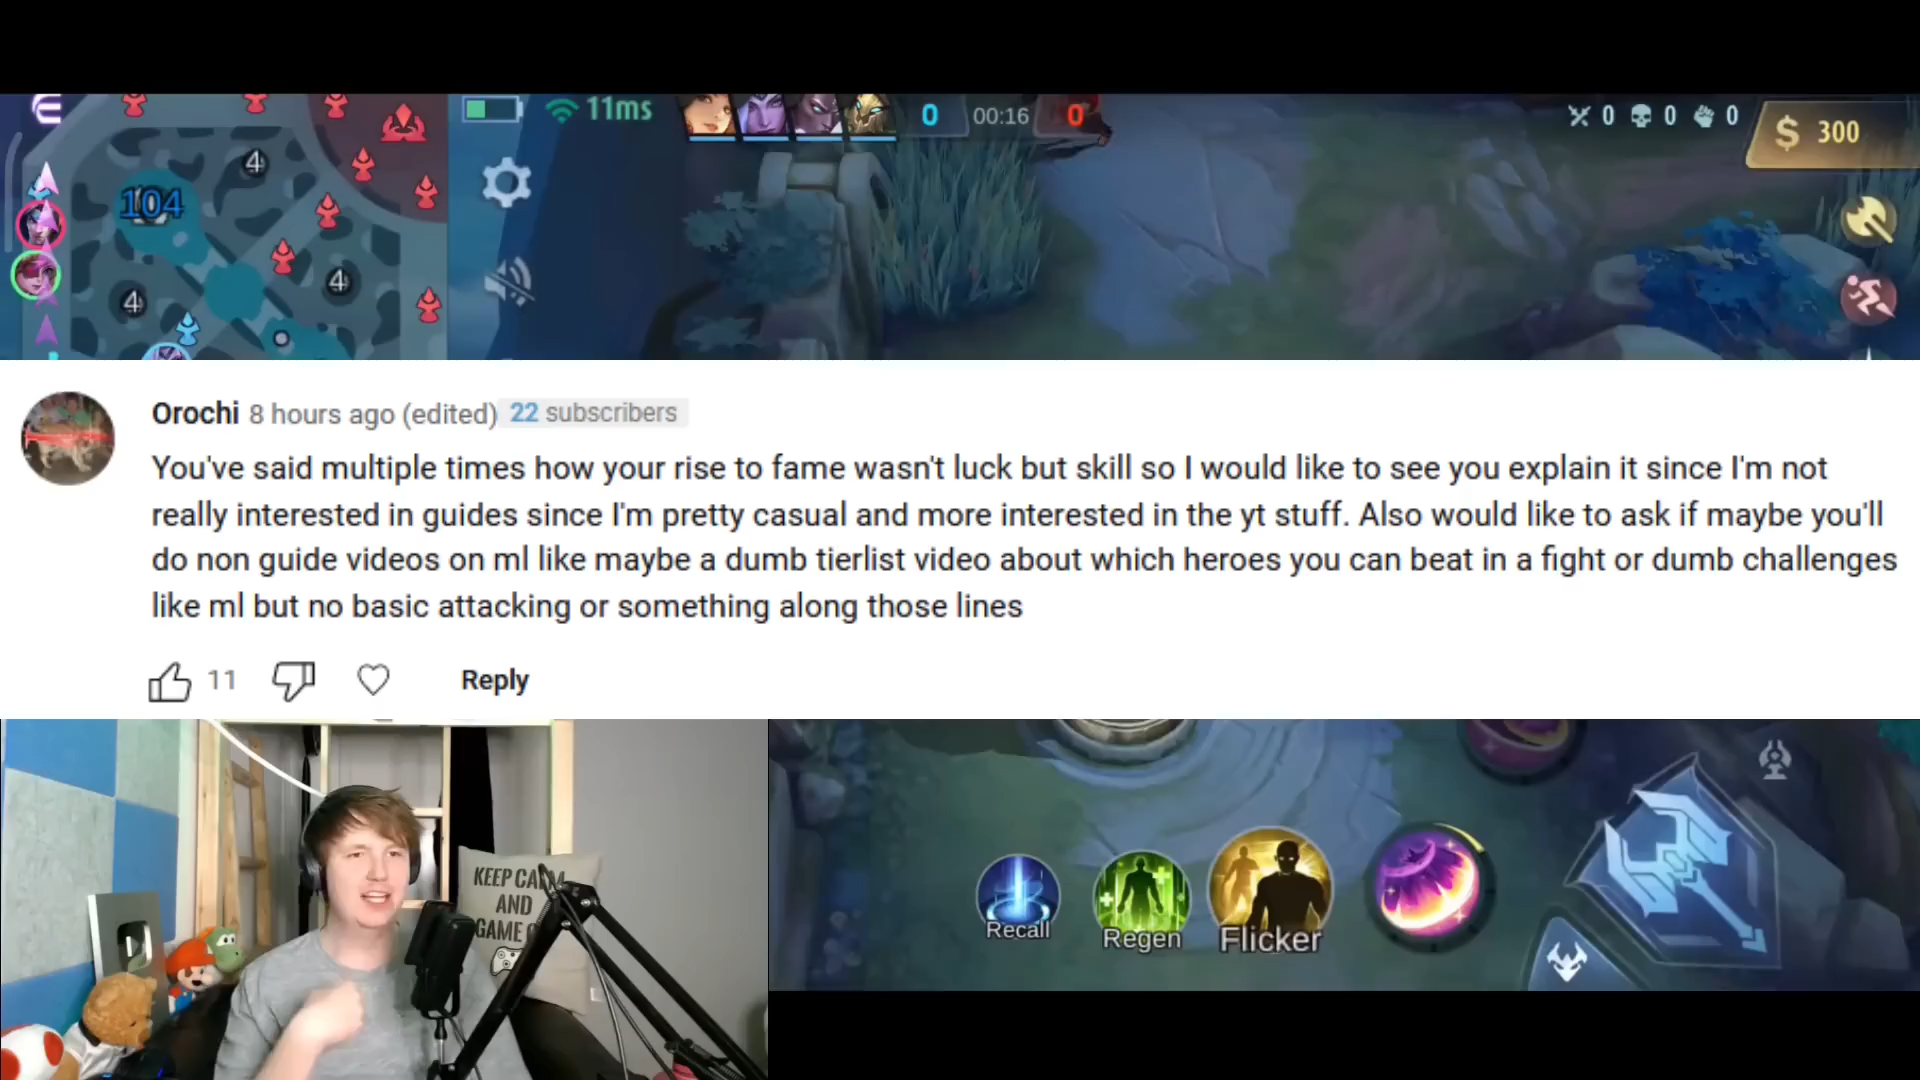 11ms
0
00:16
0
0
0
0
$ 300
4
104
4
4
Orochi 8 hours ago (edited) 22 subscribers
You've said multiple times how your rise to fame wasn't luck but skill so I would like to see you explain it since I'm not
really interested in guides since I'm pretty casual and more interested in the yt stuff. Also would like to ask if maybe you'll
do non guide videos on ml like maybe a dumb tierlist video about which heroes you can beat in a fight or dumb challenges
like ml but no basic attacking or something along those lines
11
Reply
KEEP CALM
AND
GAME
Recall
Regen
Flicker